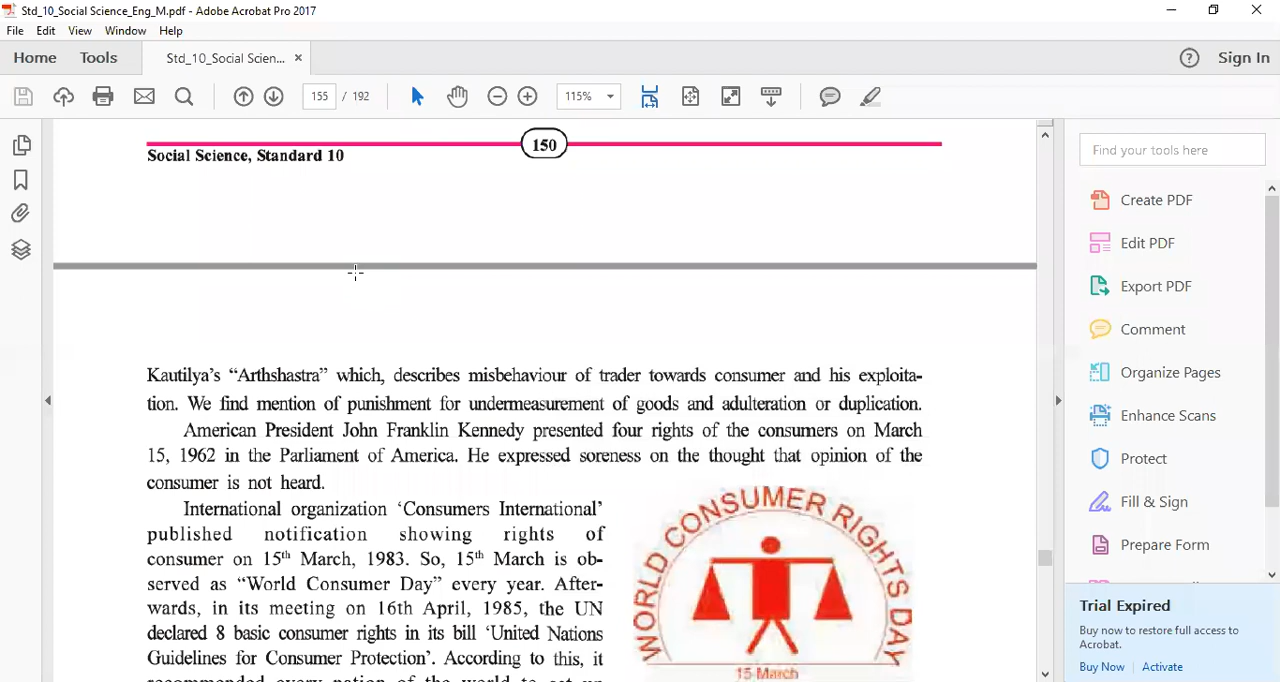 Std_10_Social Science_Eng_M.pdf - Adobe Acrobat Pro 2017
File Edit View Window Help
Home Tools Std_10_Social Scien... × Sign In
155 / 192 115%
150
Social Science, Standard 10
Kautilya's “Arthshastra” which, describes misbehaviour of trader towards consumer and his exploita-
tion. We find mention of punishment for undermeasurement of goods and adulteration or duplication.
American President John Franklin Kennedy presented four rights of the consumers on March
15, 1962 in the Parliament of America. He expressed soreness on the thought that opinion of the
consumer is not heard.
International organization ‘Consumers International’
published notification showing rights of
consumer on 15th March, 1983. So, 15th March is ob-
served as “World Consumer Day” every year. After-
wards, in its meeting on 16th April, 1985, the UN
declared 8 basic consumer rights in its bill ‘United Nations
Guidelines for Consumer Protection’. According to this, it
recommended every nation of the world to set up
WORLD CONSUMER RIGHTS DAY
15 March
Find your tools here
Create PDF
Edit PDF
Export PDF
Comment
Organize Pages
Enhance Scans
Protect
Fill & Sign
Prepare Form
Trial Expired
Buy now to restore full access to
Acrobat.
Buy Now Activate